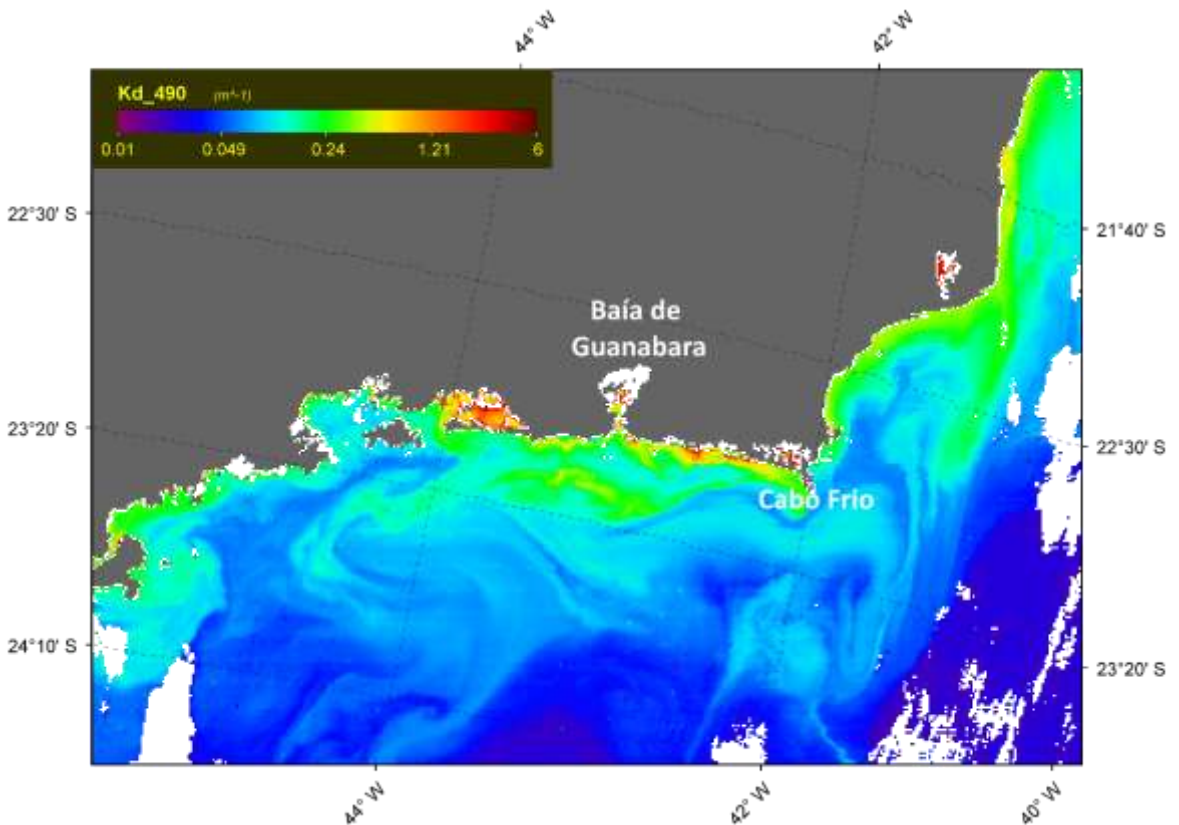 44° W
42° W
Kd_490 (m^-1)
0.01 0.049 0.24 1.21 6
22°30' S
21°40' S
Baía de
Guanabara
23°20' S
22°30' S
Cabo Frio
24°10' S
23°20' S
44° W
42° W
40° W